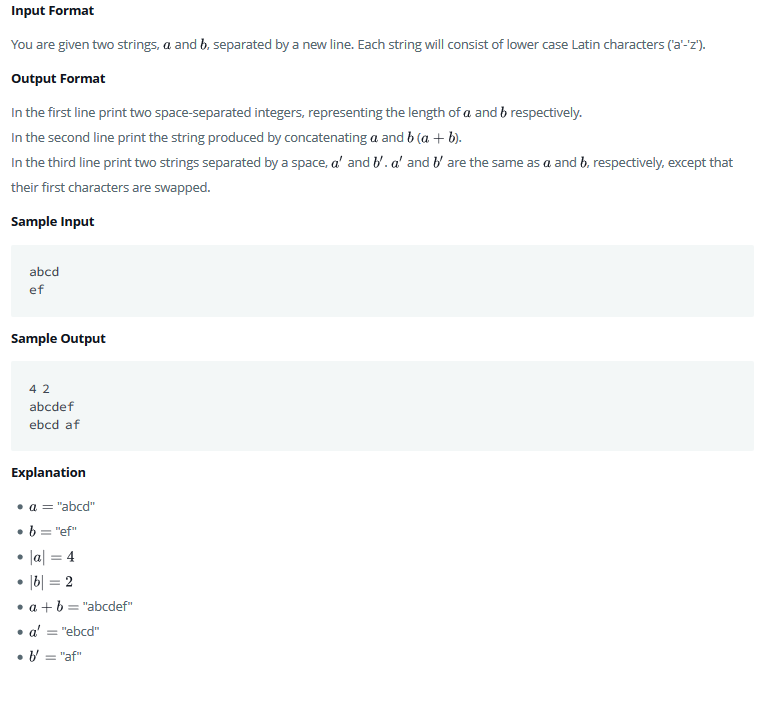 Input Format
You are given two strings, a and b, separated by a new line. Each string will consist of lower case Latin characters ('a'-'z').
Output Format
In the first line print two space-separated integers, representing the length of a and b respectively.
In the second line print the string produced by concatenating a and b (a + b).
In the third line print two strings separated by a space, a′ and b′. a′ and b′ are the same as a and b, respectively, except that
their first characters are swapped.
Sample Input
abcd
ef
Sample Output
4 2
abcdef
ebcd af
Explanation
• a = "abcd"
• b = "ef"
• |a| = 4
• |b| = 2
• a + b = "abcdef"
• a′ = "ebcd"
• b′ = "af"